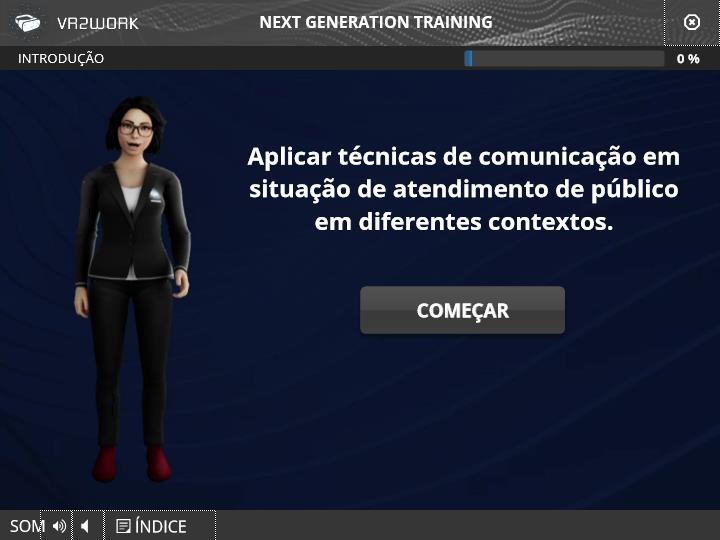 VR2WORK
NEXT GENERATION TRAINING
INTRODUÇÃO
0 %
Aplicar técnicas de comunicação em
situação de atendimento de público
em diferentes contextos.
COMEÇAR
SOM
ÍNDICE